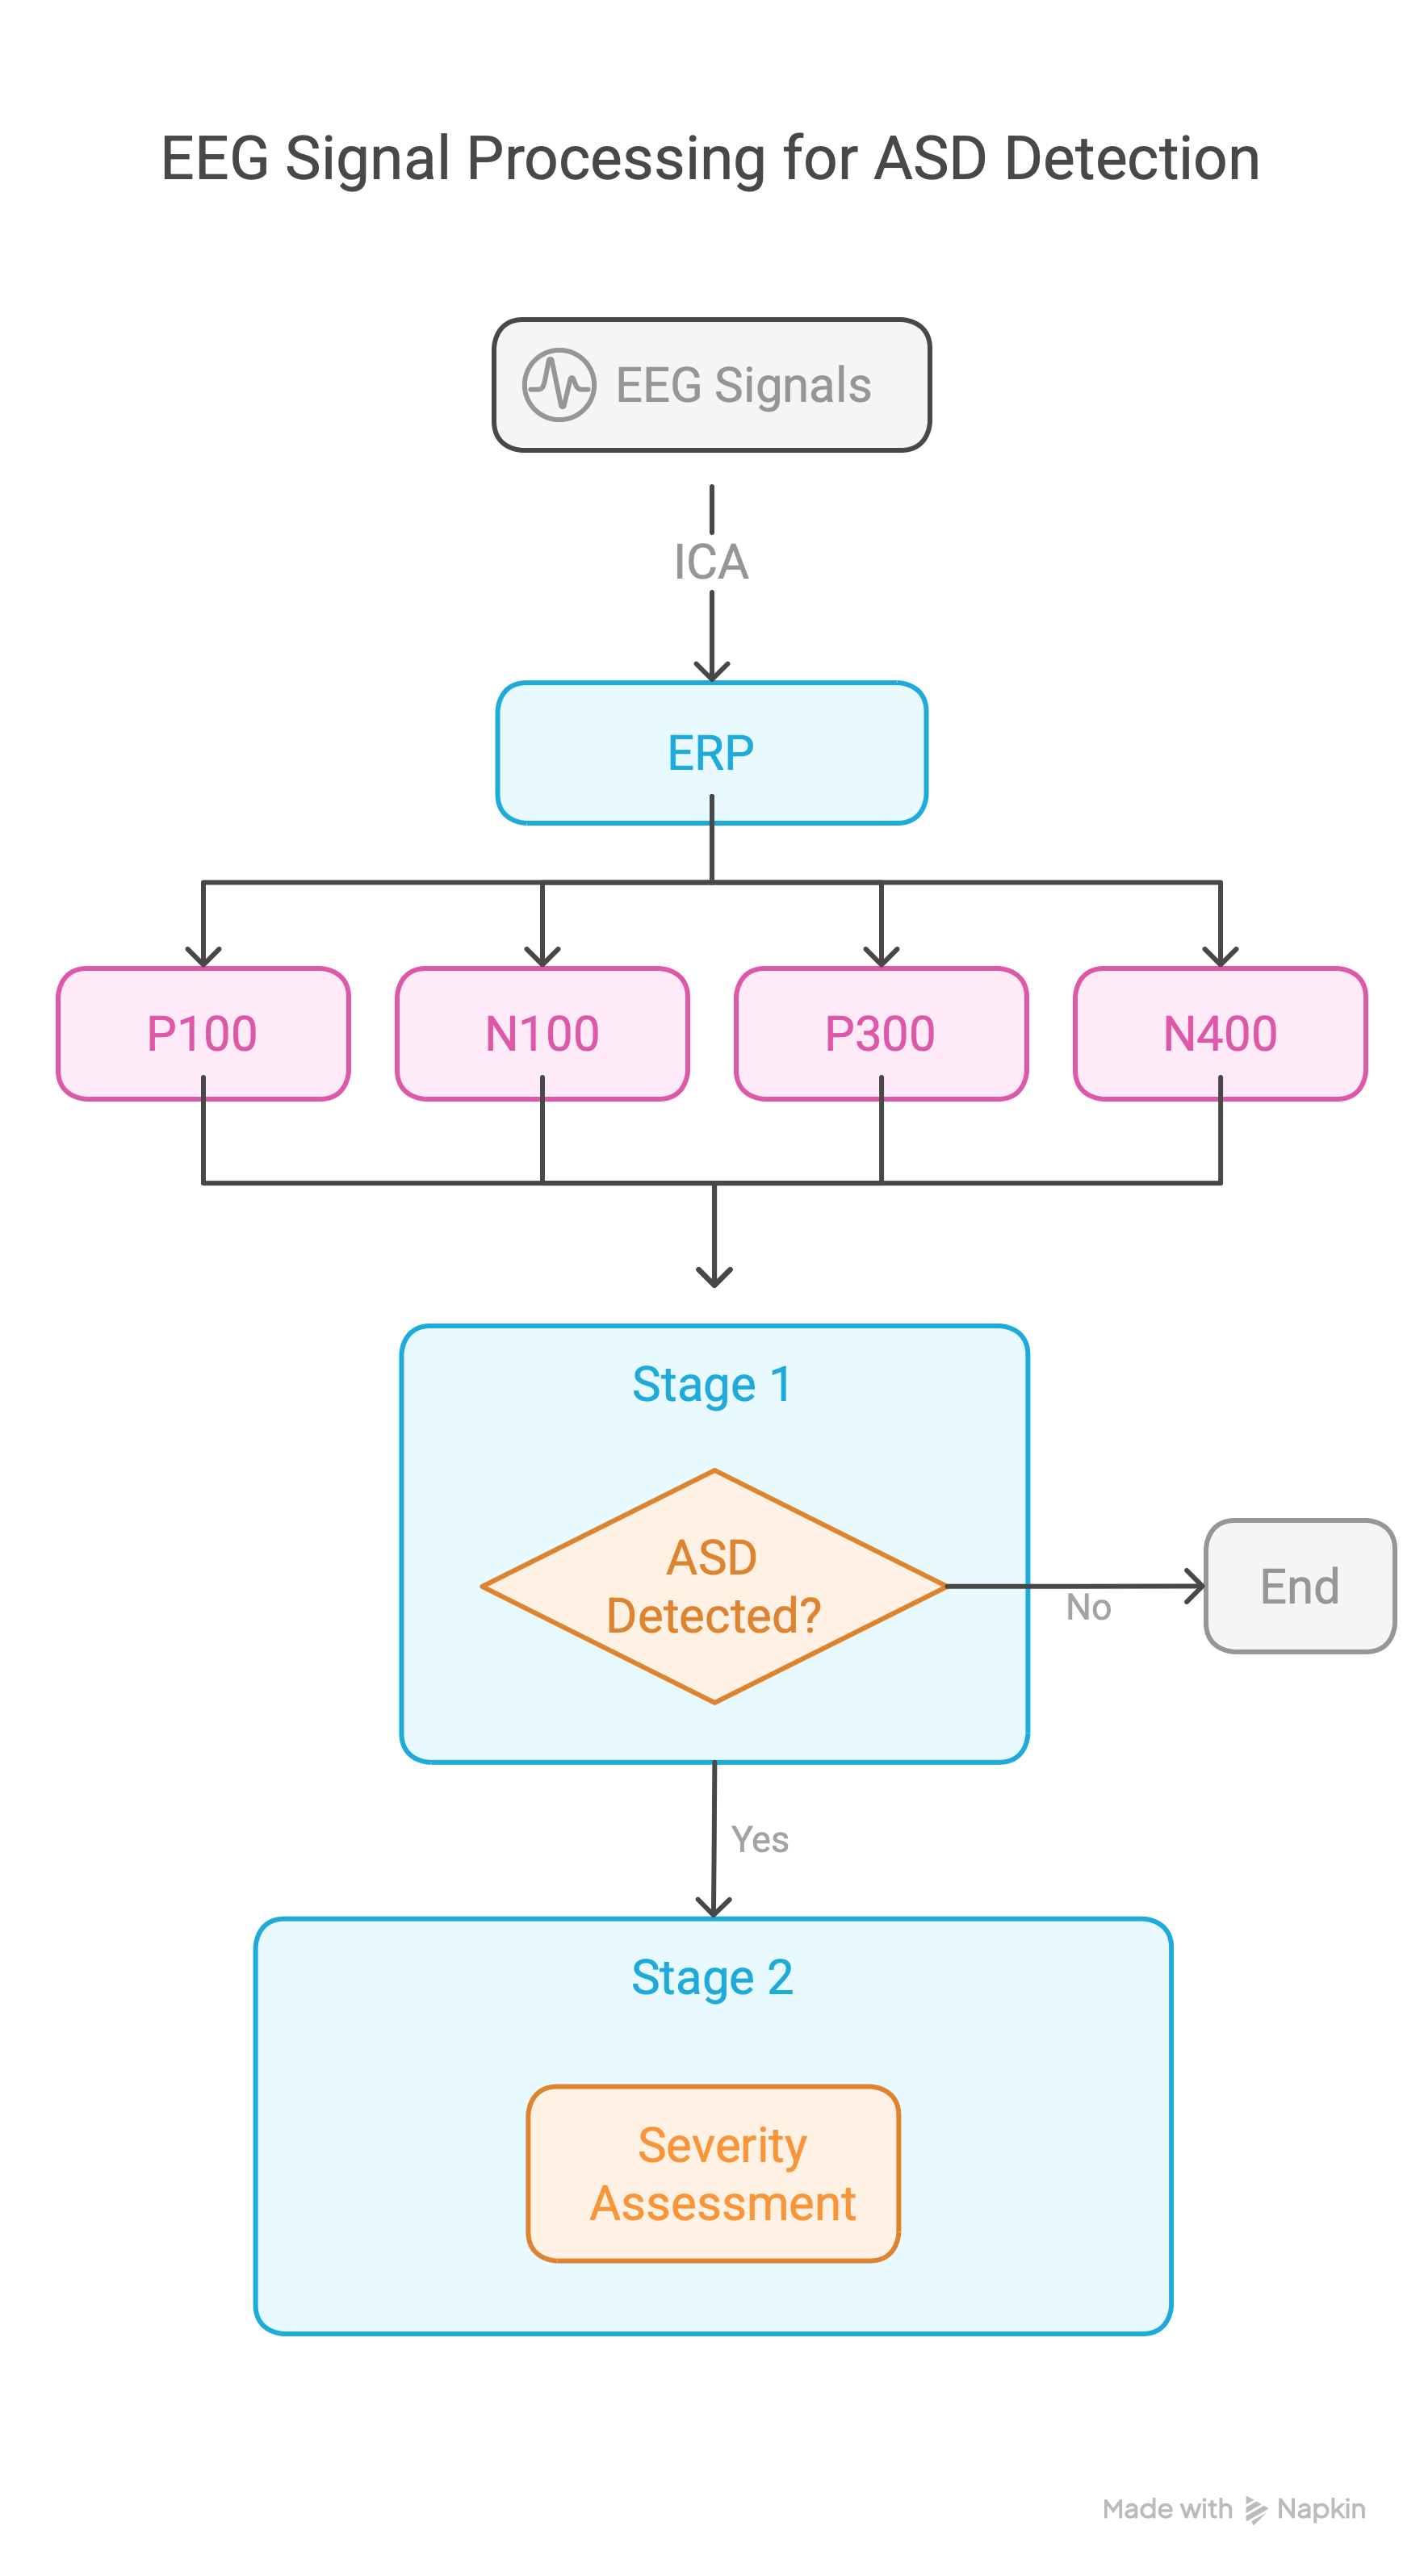 EEG Signal Processing for ASD Detection
EEG Signals
ICA
ERP
P100
N100
P300
N400
Stage 1
ASD
Detected?
No
End
Yes
Stage 2
Severity
Assessment
Made with Napkin